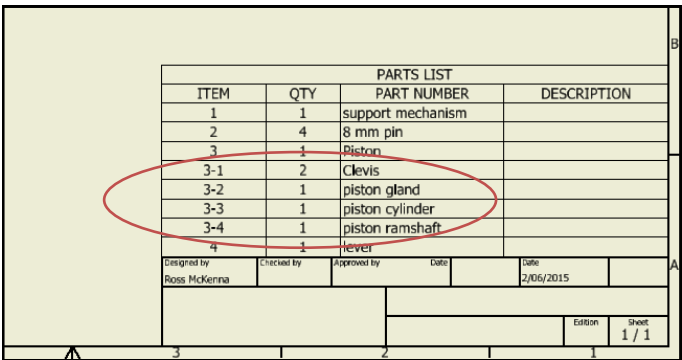 B
PARTS LIST
ITEM QTY PART NUMBER DESCRIPTION
1 1 support mechanism
2 4 8 mm pin
3 1 Piston
3-1 2 Clevis
3-2 1 piston gland
3-3 1 piston cylinder
3-4 1 piston ramshaft
4 1 lever
Designed by Checked by Approved by Date Date
Ross McKenna 2/06/2015
A
Edition Sheet
1 / 1
3 2 1